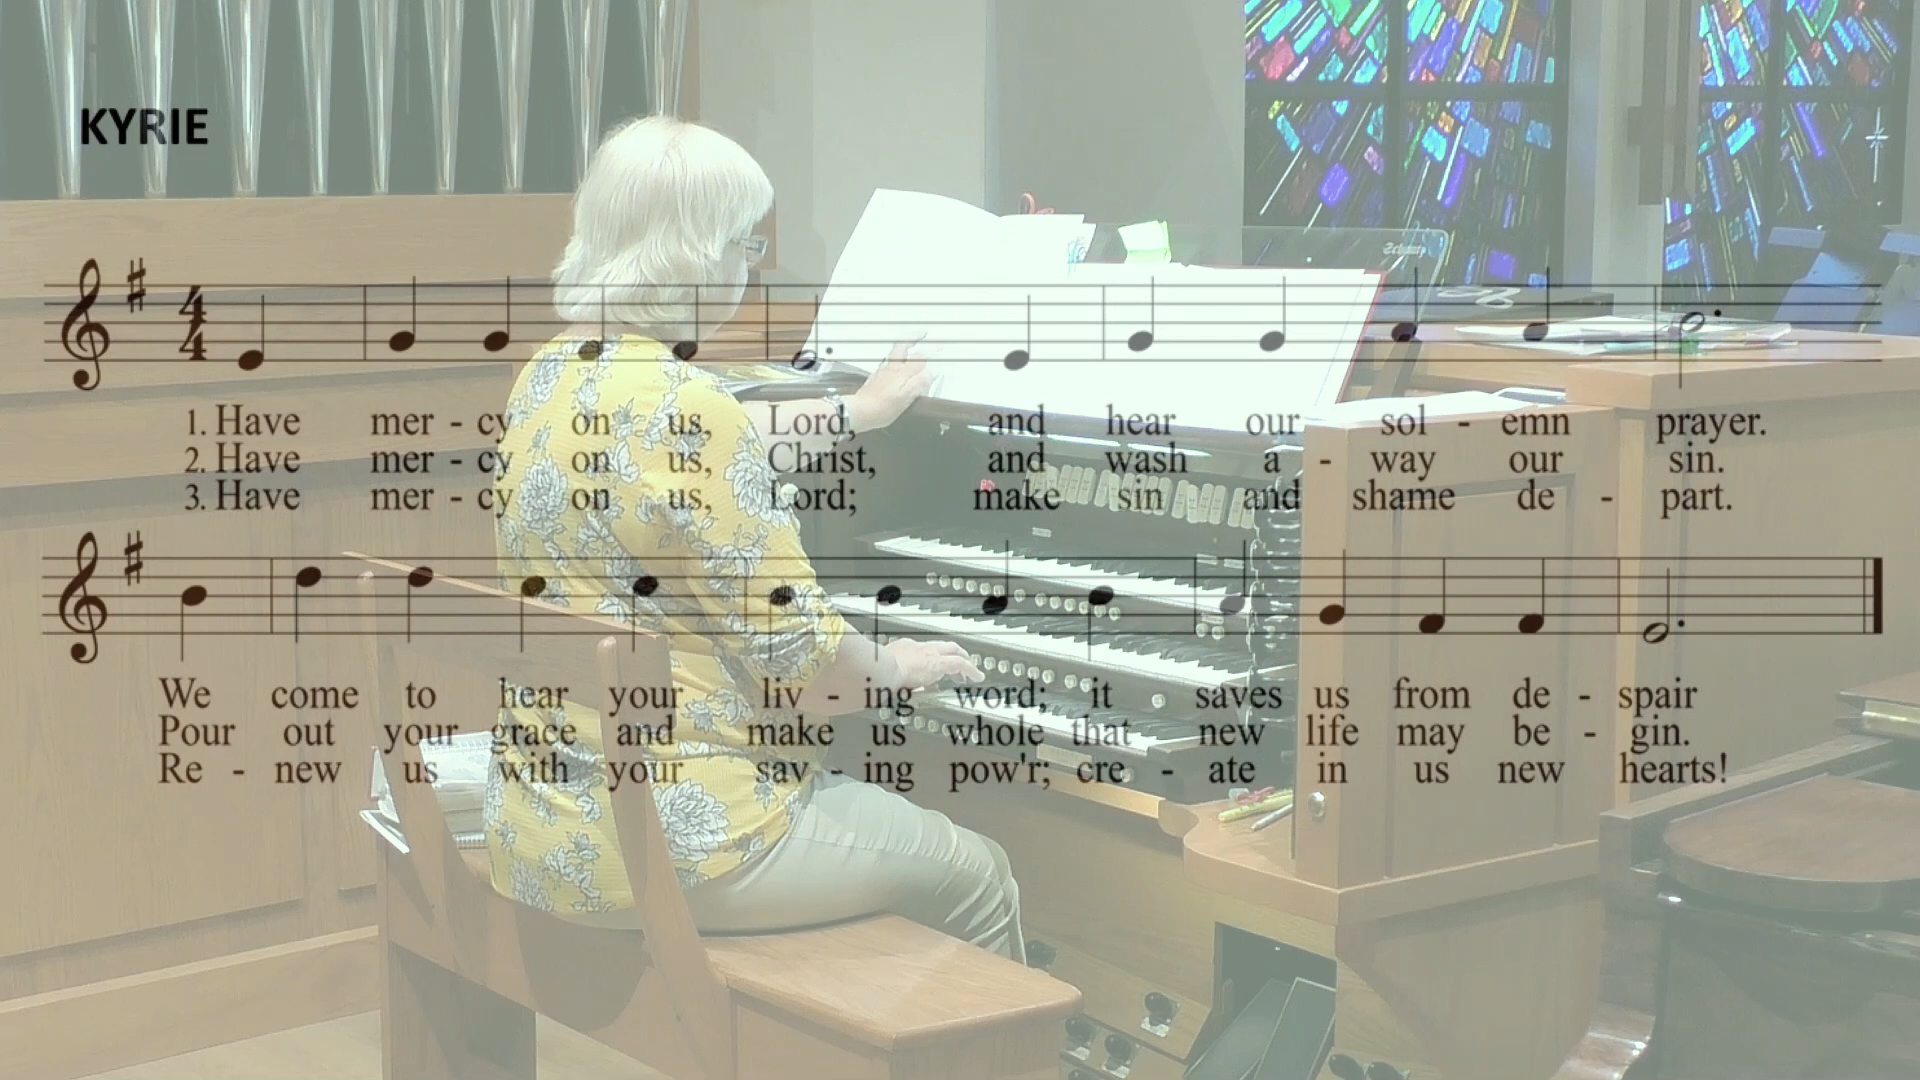 KYRIE
4
4
1. Have mer - cy on us, Lord, and hear our sol - emn prayer.
2. Have mer - cy on us, Christ, and wash a - way our sin.
3. Have mer - cy on us, Lord; make sin and shame de - part.
We come to hear your liv - ing word; it saves us from de - spair
Pour out your grace and make us whole that new life may be - gin.
Re - new us with your sav - ing pow'r; cre - ate in us new hearts!